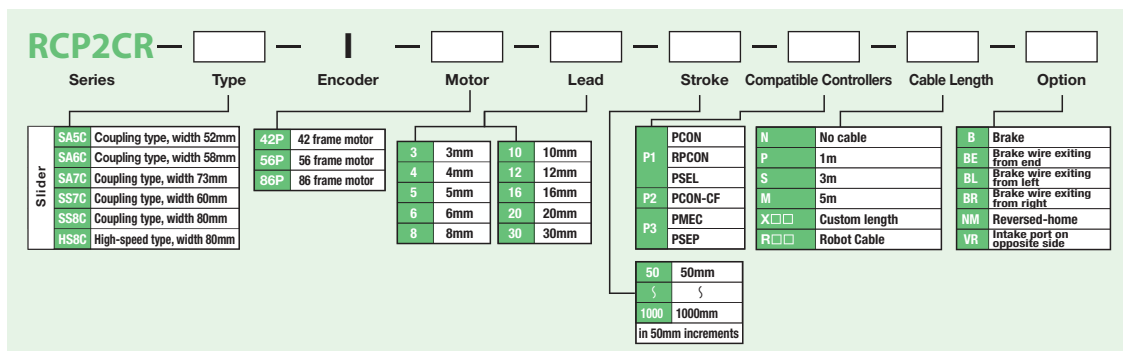 RCP2CR — — I — — — — — —
Series Type Encoder Motor Lead Stroke Compatible Controllers Cable Length Option
Slider
SA5C Coupling type, width 52mm
SA6C Coupling type, width 58mm
SA7C Coupling type, width 73mm
SS7C Coupling type, width 60mm
SS8C Coupling type, width 80mm
HS8C High-speed type, width 80mm
42P 42 frame motor
56P 56 frame motor
86P 86 frame motor
3 3mm
4 4mm
5 5mm
6 6mm
8 8mm
10 10mm
12 12mm
16 16mm
20 20mm
30 30mm
50 50mm
∫ ∫
1000 1000mm
in 50mm increments
P1 PCON
RPCON
PSEL
P2 PCON-CF
P3 PMEC
PSEP
N No cable
P 1m
S 3m
M 5m
X□□ Custom length
R□□ Robot Cable
B Brake
BE Brake wire exiting
from end
BL Brake wire exiting
from left
BR Brake wire exiting
from right
NM Reversed-home
VR Intake port on
opposite side